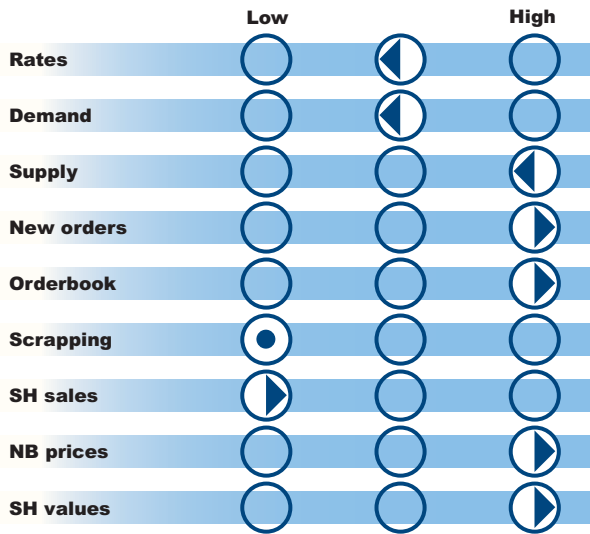 Low High
Rates
Demand
Supply
New orders
Orderbook
Scrapping
SH sales
NB prices
SH values